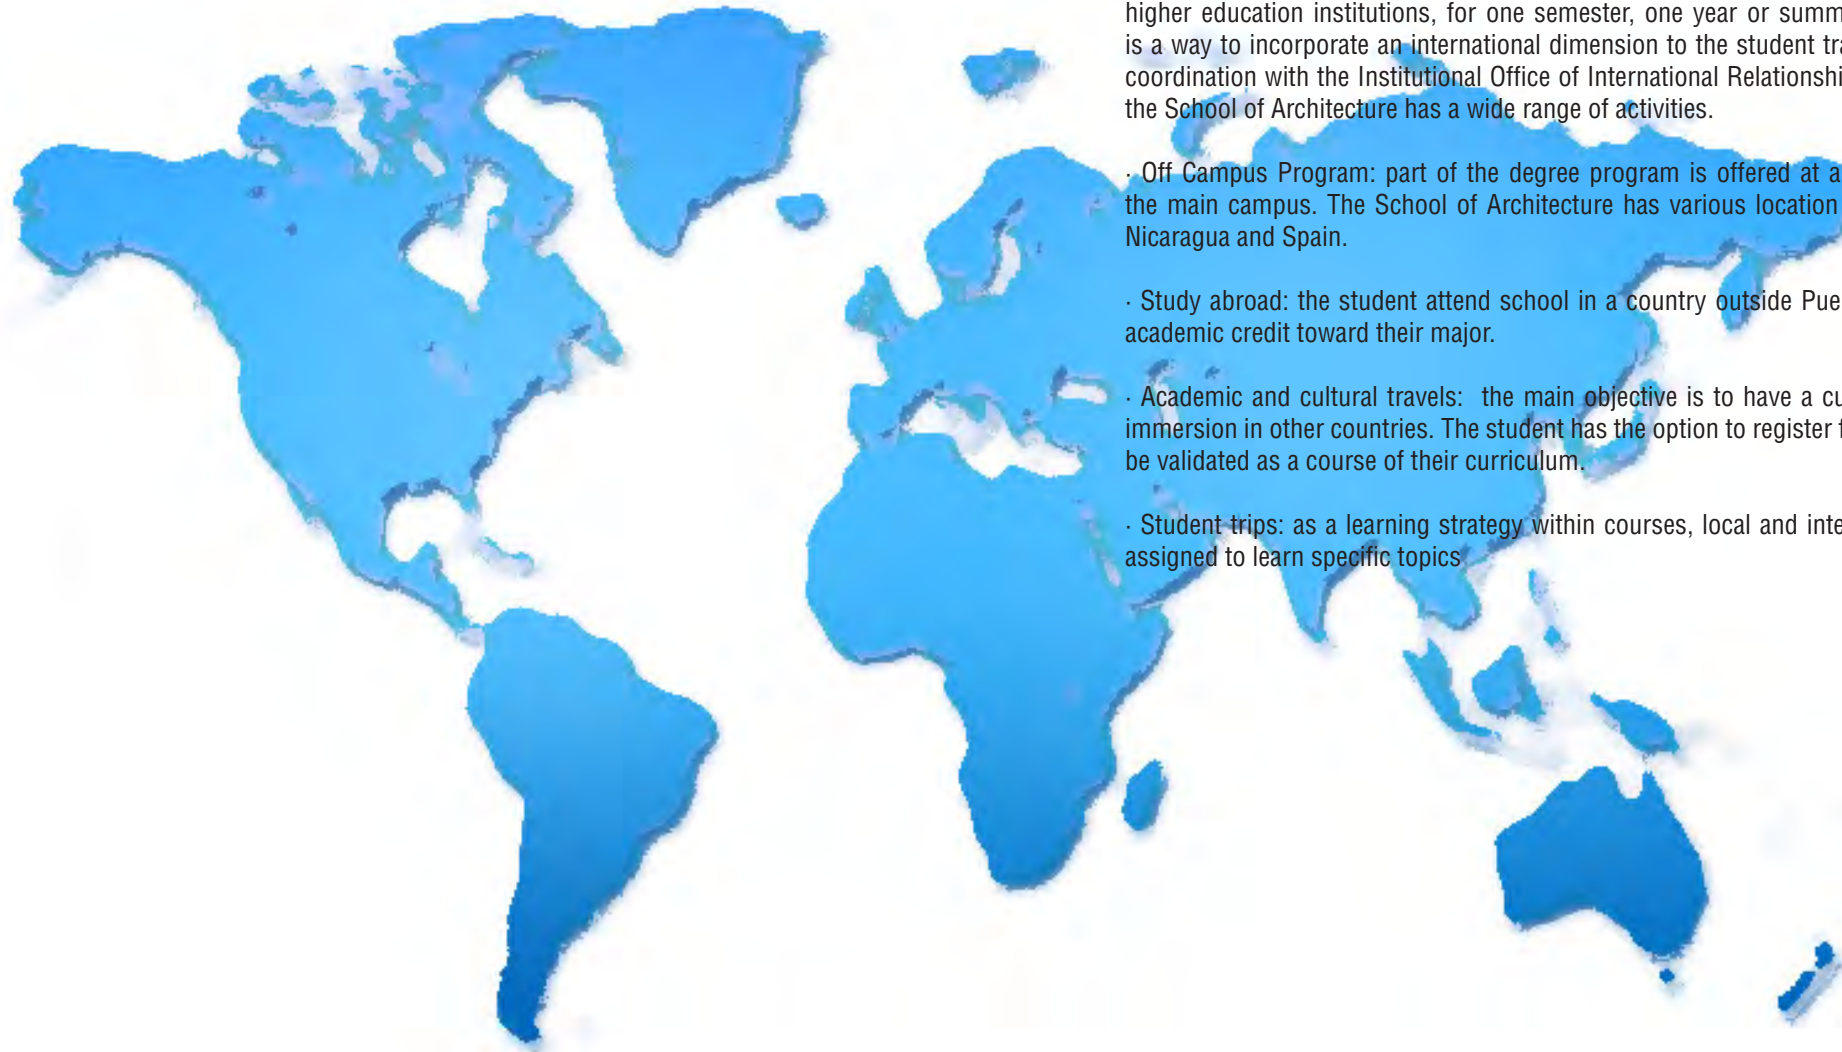 higher education institutions, for one semester, one year or summ
is a way to incorporate an international dimension to the student tra
coordination with the Institutional Office of International Relationshi
the School of Architecture has a wide range of activities.
· Off Campus Program: part of the degree program is offered at a
the main campus. The School of Architecture has various location
Nicaragua and Spain.
· Study abroad: the student attend school in a country outside Pue
academic credit toward their major.
· Academic and cultural travels: the main objective is to have a cu
immersion in other countries. The student has the option to register f
be validated as a course of their curriculum.
· Student trips: as a learning strategy within courses, local and inte
assigned to learn specific topics